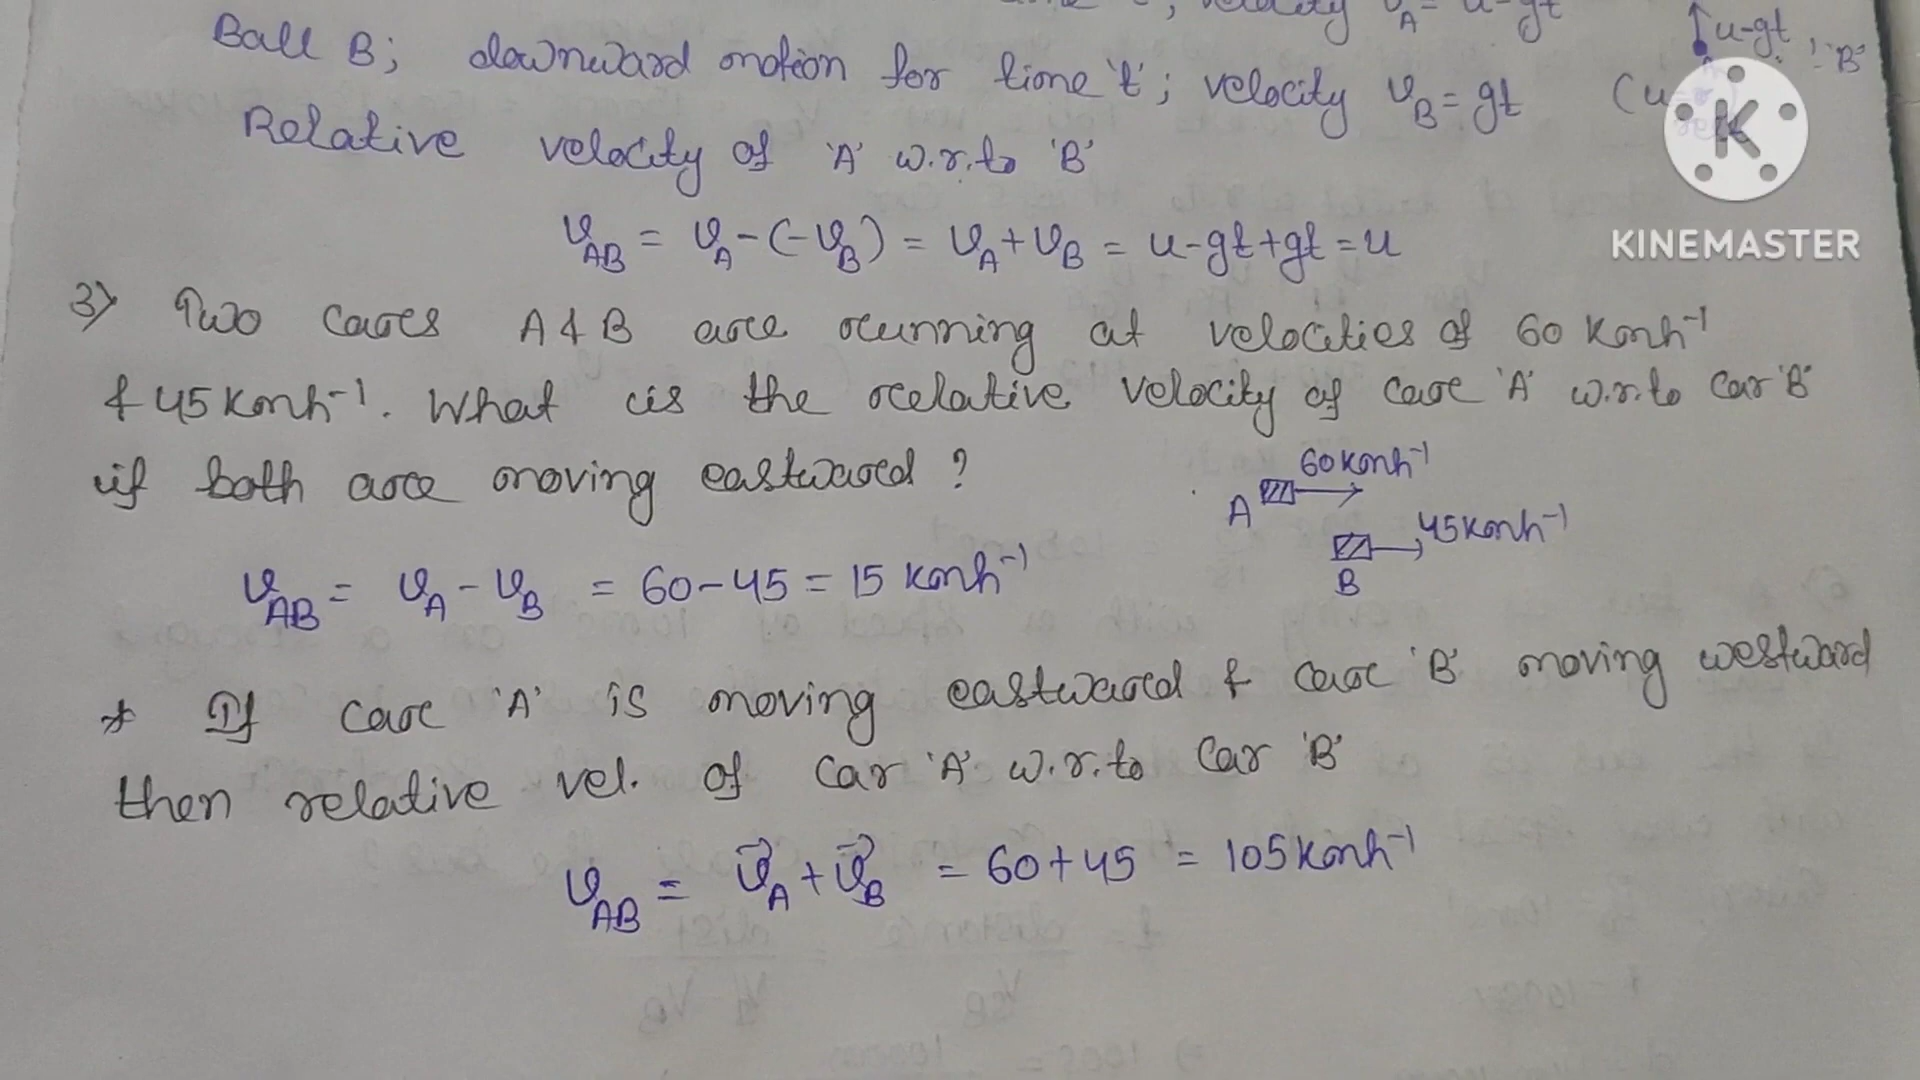 velocity v_A = u-gt
u-gt
'B'
Ball B; downward motion for time 't'; velocity v_B = gt (u
Relative velocity of 'A' w.r.to 'B'
v_AB = v_A-(-v_B) = v_A+v_B = u-gt+gt = u
KINEMASTER
3) Two cars A & B are running at velocities of 60 Kmh⁻¹
& 45 Kmh⁻¹. What is the relative velocity of car 'A' w.r.to Car 'B'
if both are moving eastward ?
60 Kmh⁻¹
A
45 Kmh⁻¹
B
v_AB = v_A - v_B = 60-45 = 15 Kmh⁻¹
* If car 'A' is moving eastward & car 'B' moving westward
then relative vel. of Car 'A' w.r.to Car 'B'
v_AB = v⃗_A + v⃗_B = 60+45 = 105 Kmh⁻¹